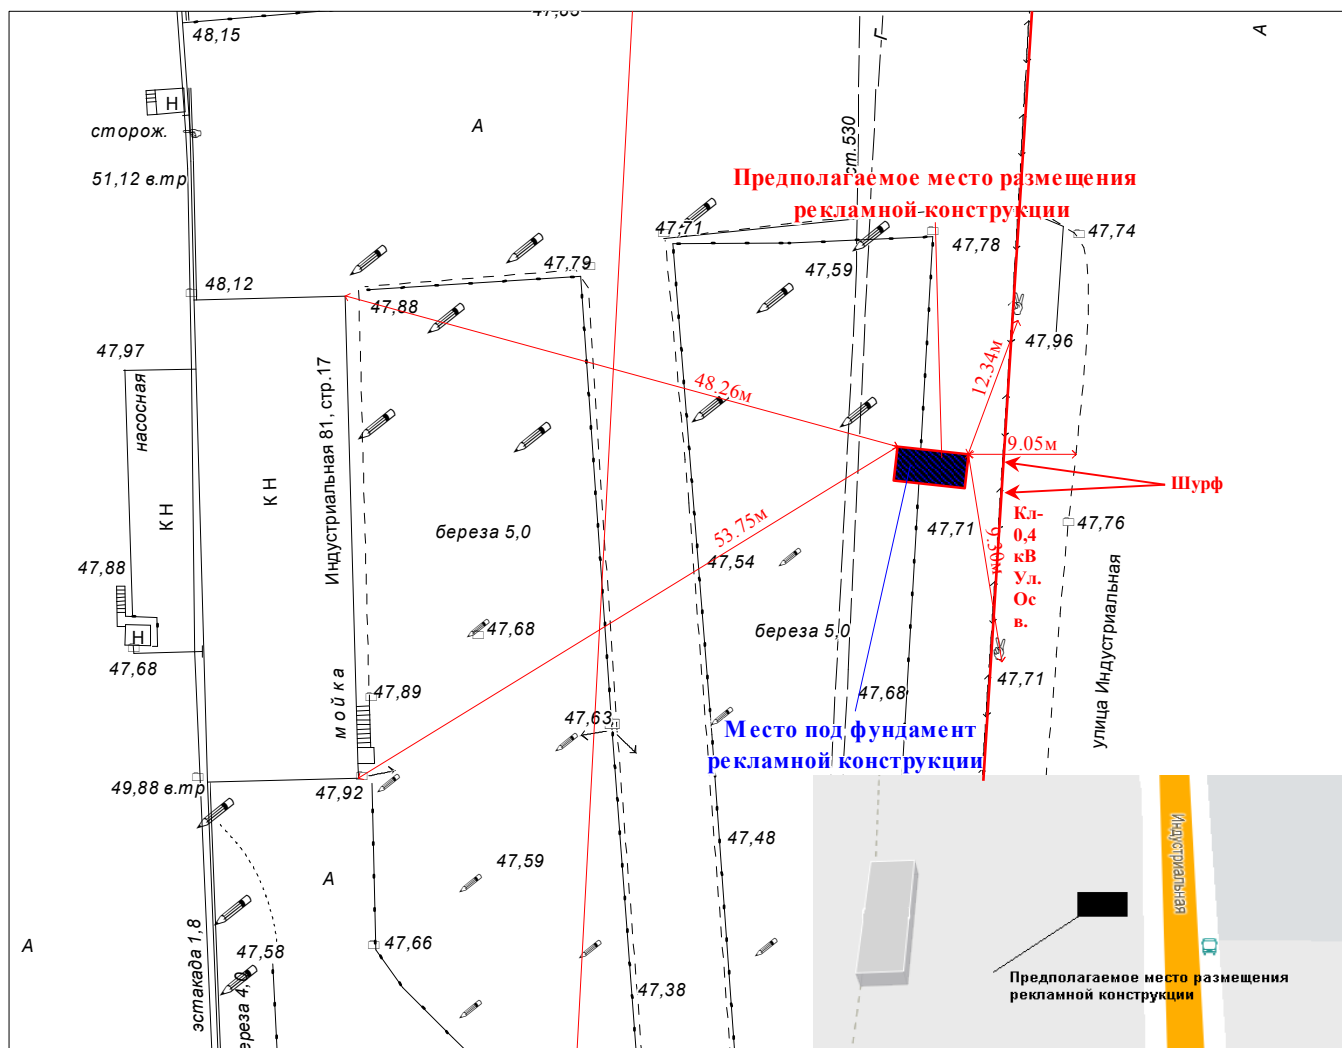 47,83
48,15
Г
А
Н
сторож.
А
ст.530
51,12 в.тр
Предполагаемое место размещения
рекламной конструкции
47,71
47,78
47,74
47,79
47,59
48,12
47,88
47,96
47,97
насосная
Индустриальная 81, стр.17
48.26м
12.34м
9.05м
Шурф
К Н
К Н
береза 5,0
53.75м
47,54
47,71
9.30м
Кл-
0,4
кВ
Ул.
Ос
в.
47,76
улица Индустриальная
47,88
Н
47,68
47,68
береза 5,0
47,71
мойка
47,89
47,68
47,63
Место под фундамент
рекламной конструкции
49,88 в.тр
47,92
47,48
47,59
А
А
эстакада 1,8
47,58
47,66
47,38
Индустриальная
Предполагаемое место размещения
рекламной конструкции